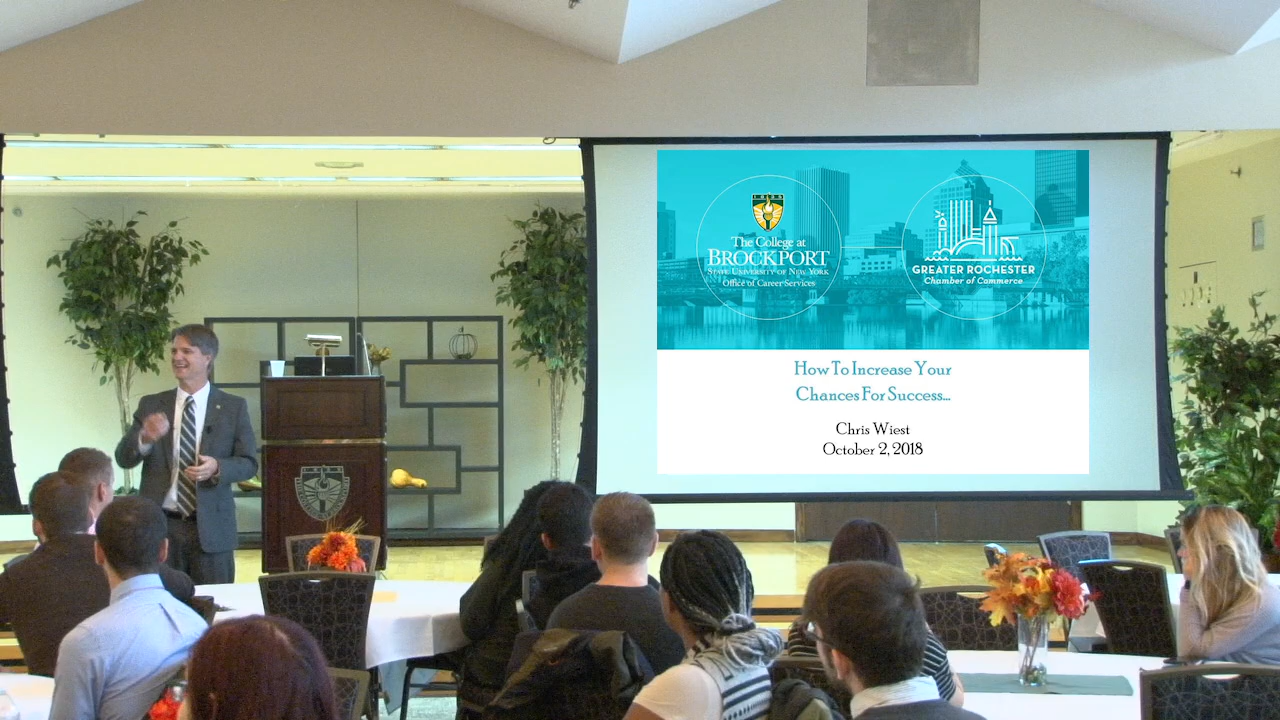 1835
The College at
BROCKPORT
STATE UNIVERSITY OF NEW YORK
Office of Career Services
GREATER ROCHESTER
Chamber of Commerce
How To Increase Your
Chances For Success...
Chris Wiest
October 2, 2018